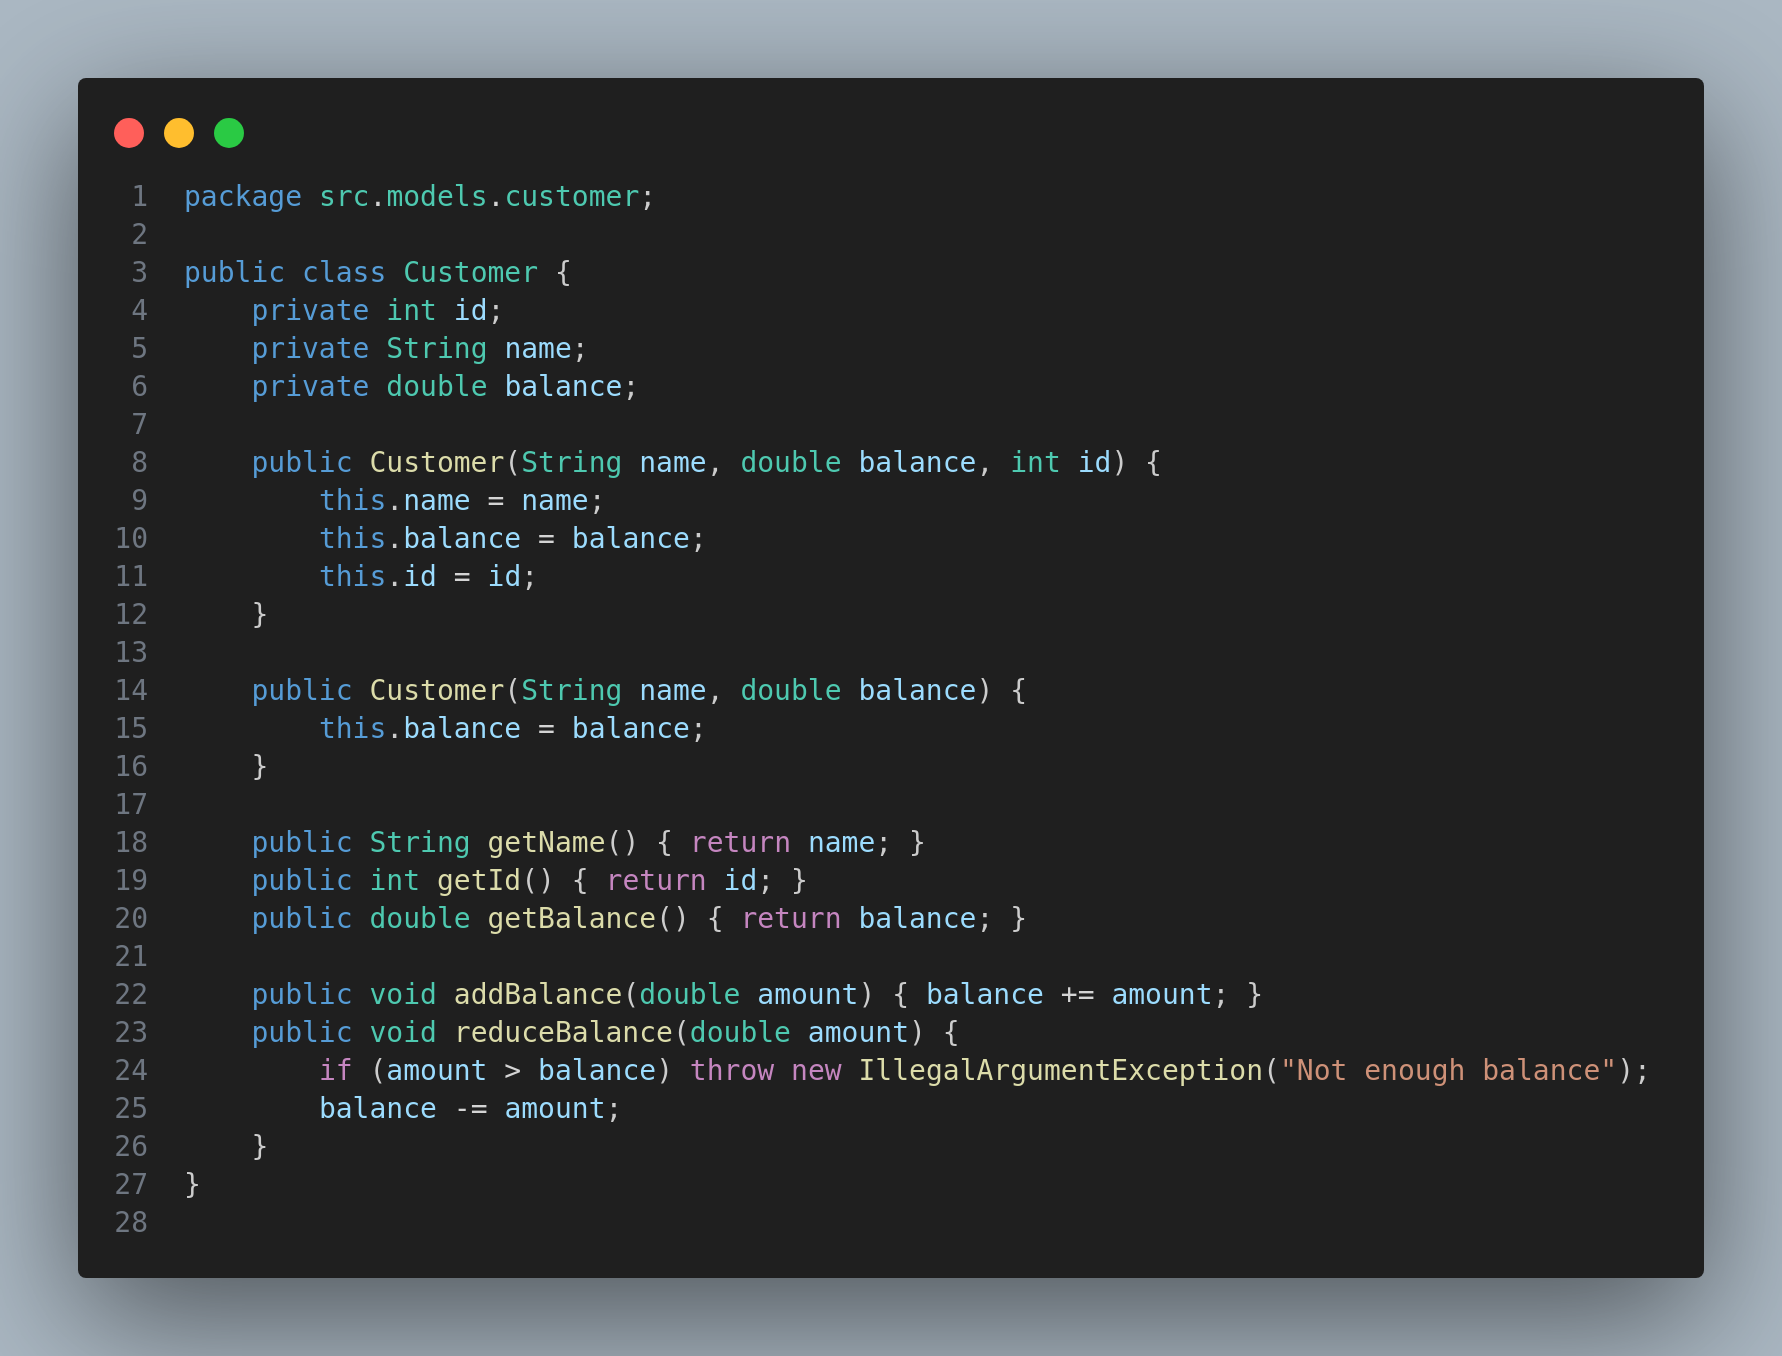 1 package src.models.customer;
2
3 public class Customer {
4     private int id;
5     private String name;
6     private double balance;
7
8     public Customer(String name, double balance, int id) {
9         this.name = name;
10         this.balance = balance;
11         this.id = id;
12     }
13
14     public Customer(String name, double balance) {
15         this.balance = balance;
16     }
17
18     public String getName() { return name; }
19     public int getId() { return id; }
20     public double getBalance() { return balance; }
21
22     public void addBalance(double amount) { balance += amount; }
23     public void reduceBalance(double amount) {
24         if (amount > balance) throw new IllegalArgumentException("Not enough balance");
25         balance -= amount;
26     }
27 }
28